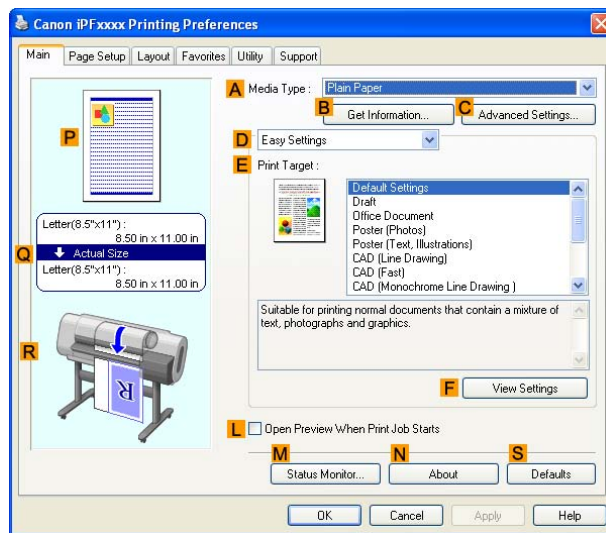 Canon iPFxxxx Printing Preferences
Main Page Setup Layout Favorites Utility Support
A Media Type : Plain Paper
B Get Information... C Advanced Settings...
D Easy Settings
E Print Target :
Default Settings
Draft
Office Document
Poster (Photos)
Poster (Text, Illustrations)
CAD (Line Drawing)
CAD (Fast)
CAD (Monochrome Line Drawing )
Suitable for printing normal documents that contain a mixture of
text, photographs and graphics.
F View Settings
P
Letter(8.5"x11") :
8.50 in x 11.00 in
Q Actual Size
Letter(8.5"x11") :
8.50 in x 11.00 in
R
R
L Open Preview When Print Job Starts
M Status Monitor... N About S Defaults
OK Cancel Apply Help